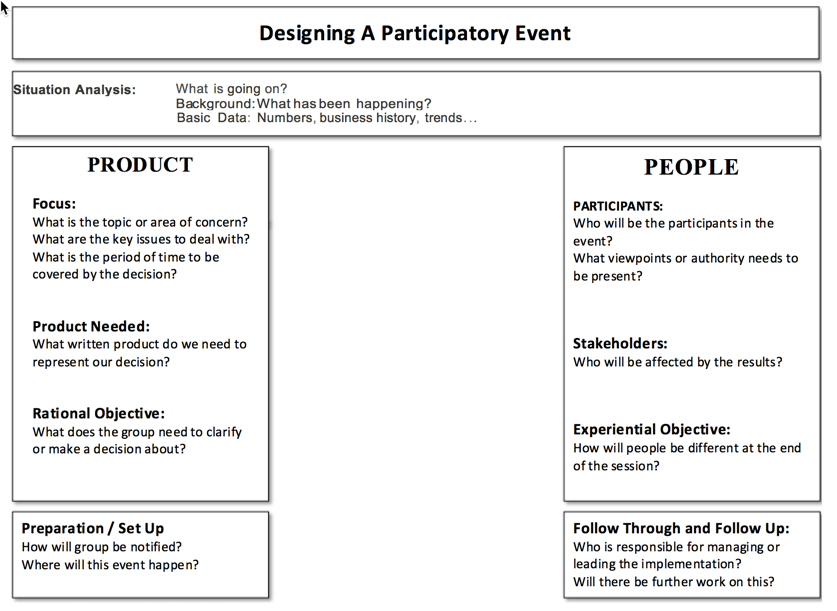 Designing A Participatory Event
Situation Analysis: What is going on?
Background: What has been happening?
Basic Data: Numbers, business history, trends...
PRODUCT
Focus:
What is the topic or area of concern?
What are the key issues to deal with?
What is the period of time to be
covered by the decision?
Product Needed:
What written product do we need to
represent our decision?
Rational Objective:
What does the group need to clarify
or make a decision about?
PEOPLE
PARTICIPANTS:
Who will be the participants in the
event?
What viewpoints or authority needs to
be present?
Stakeholders:
Who will be affected by the results?
Experiential Objective:
How will people be different at the end
of the session?
Preparation / Set Up
How will group be notified?
Where will this event happen?
Follow Through and Follow Up:
Who is responsible for managing or
leading the implementation?
Will there be further work on this?